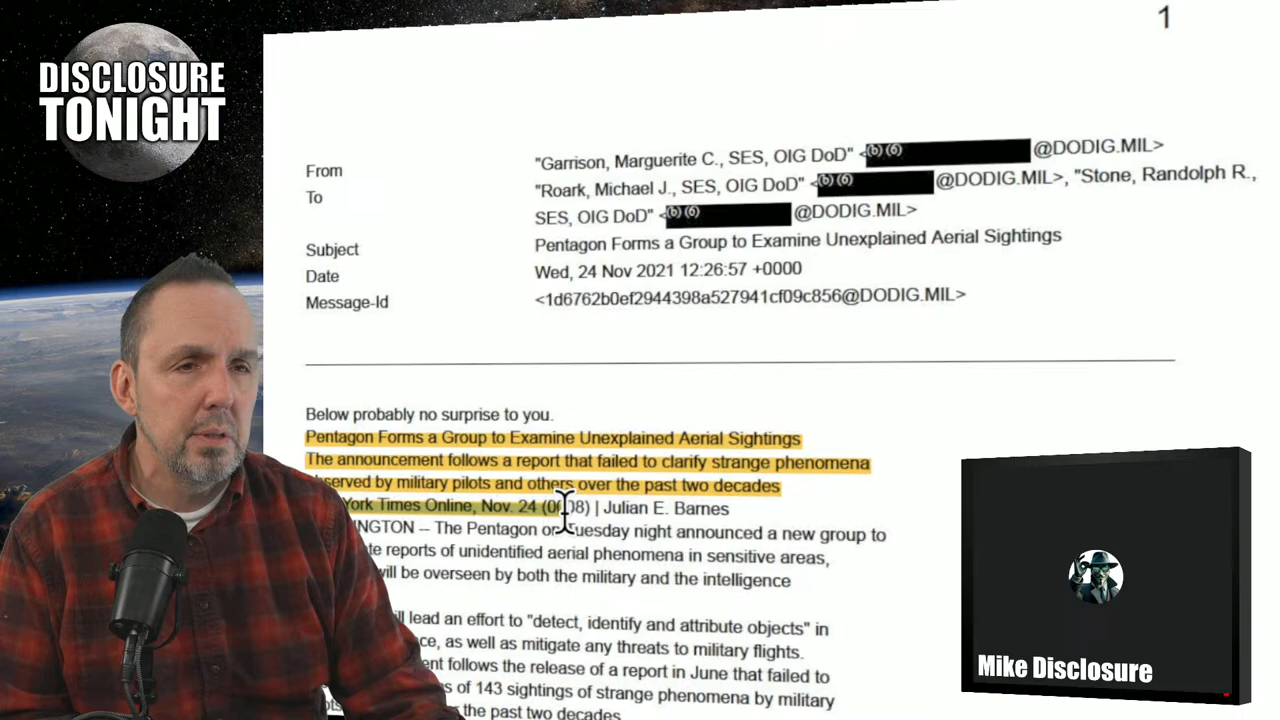 DISCLOSURE
TONIGHT
1
From
"Garrison, Marguerite C., SES, OIG DoD" <(b) (6) @DODIG.MIL>
To
"Roark, Michael J., SES, OIG DoD" <(b) (6) @DODIG.MIL>, "Stone, Randolph R.,
SES, OIG DoD" <(b) (6) @DODIG.MIL>
Subject
Pentagon Forms a Group to Examine Unexplained Aerial Sightings
Date
Wed, 24 Nov 2021 12:26:57 +0000
Message-Id
<1d6762b0ef2944398a527941cf09c856@DODIG.MIL>
Below probably no surprise to you.
Pentagon Forms a Group to Examine Unexplained Aerial Sightings
The announcement follows a report that failed to clarify strange phenomena
served by military pilots and others over the past two decades
York Times Online, Nov. 24 (0008) | Julian E. Barnes
NGTON -- The Pentagon on Tuesday night announced a new group to
te reports of unidentified aerial phenomena in sensitive areas,
will be overseen by both the military and the intelligence
ll lead an effort to "detect, identify and attribute objects" in
ce, as well as mitigate any threats to military flights.
ent follows the release of a report in June that failed to
s of 143 sightings of strange phenomena by military
the past two decades
Mike Disclosure